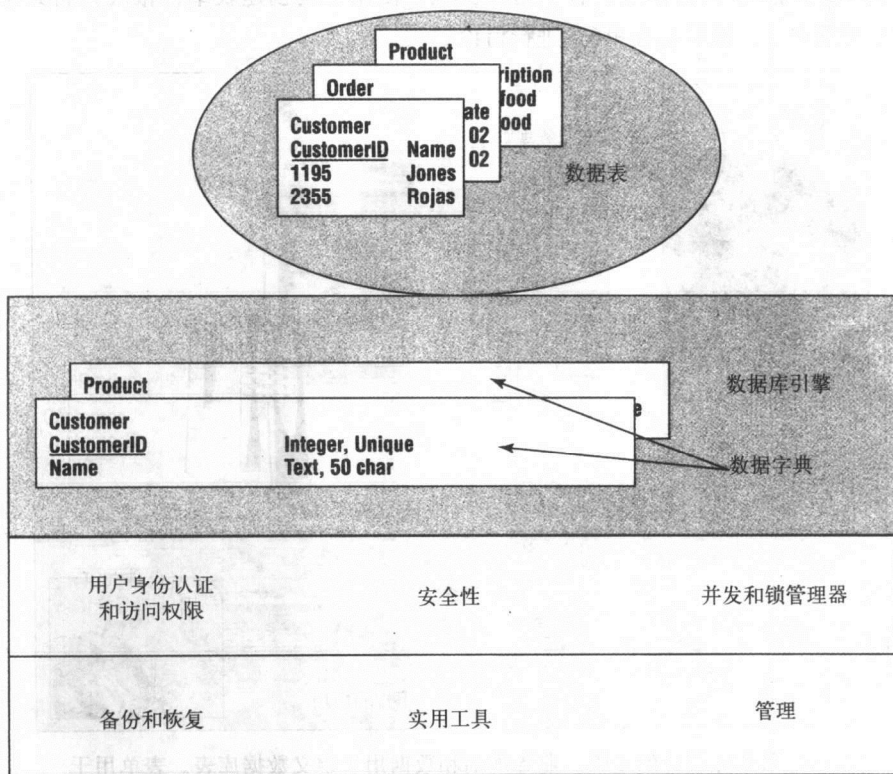 Product
ription
food
ood
Order
ate
02
02
Customer
CustomerID Name
1195 Jones
2355 Rojas
数据表
Product
e
数据库引擎
Customer
CustomerID Integer, Unique
Name Text, 50 char
数据字典
用户身份认证
和访问权限
安全性
并发和锁管理器
备份和恢复
实用工具
管理